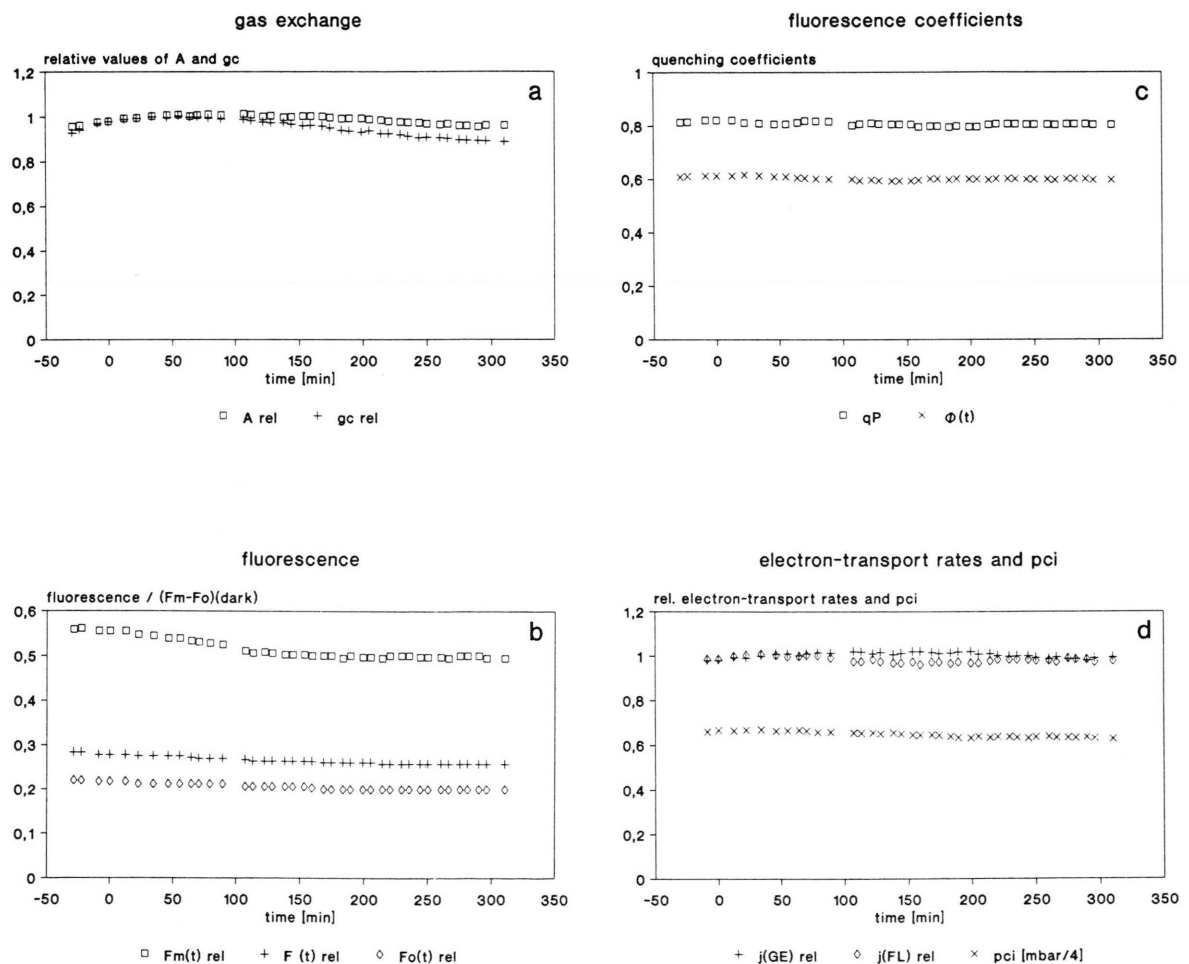 gas exchange
relative values of A and gc
a
1,2
1
0,8
0,6
0,4
0,2
0
-50 0 50 100 150 200 250 300 350
time [min]
□ A rel + gc rel
fluorescence coefficients
quenching coefficients
c
1
0,8
0,6
0,4
0,2
0
-50 0 50 100 150 200 250 300 350
time [min]
□ qP × Φ(t)
fluorescence
fluorescence / (Fm-Fo)(dark)
b
0,6
0,5
0,4
0,3
0,2
0,1
0
-50 0 50 100 150 200 250 300 350
time [min]
□ Fm(t) rel + F (t) rel ◇ Fo(t) rel
electron-transport rates and pci
rel. electron-transport rates and pci
d
1,2
1
0,8
0,6
0,4
0,2
0
-50 0 50 100 150 200 250 300 350
time [min]
+ j(GE) rel ◇ j(FL) rel × pci [mbar/4]